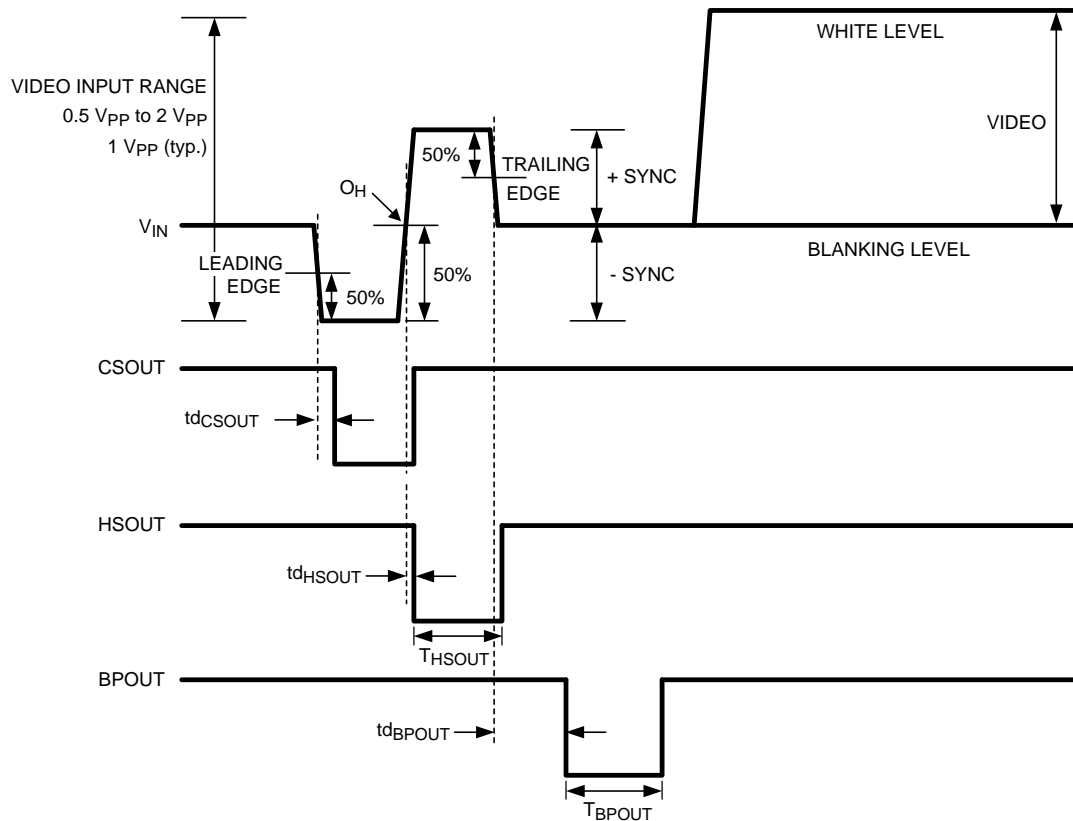 WHITE LEVEL
VIDEO INPUT RANGE
0.5 VPP to 2 VPP
1 VPP (typ.)
VIDEO
50%
TRAILING
EDGE
+ SYNC
OH
VIN
BLANKING LEVEL
LEADING
EDGE
50%
50%
- SYNC
CSOUT
tdCSOUT
HSOUT
tdHSOUT
THSOUT
BPOUT
tdBPOUT
TBPOUT